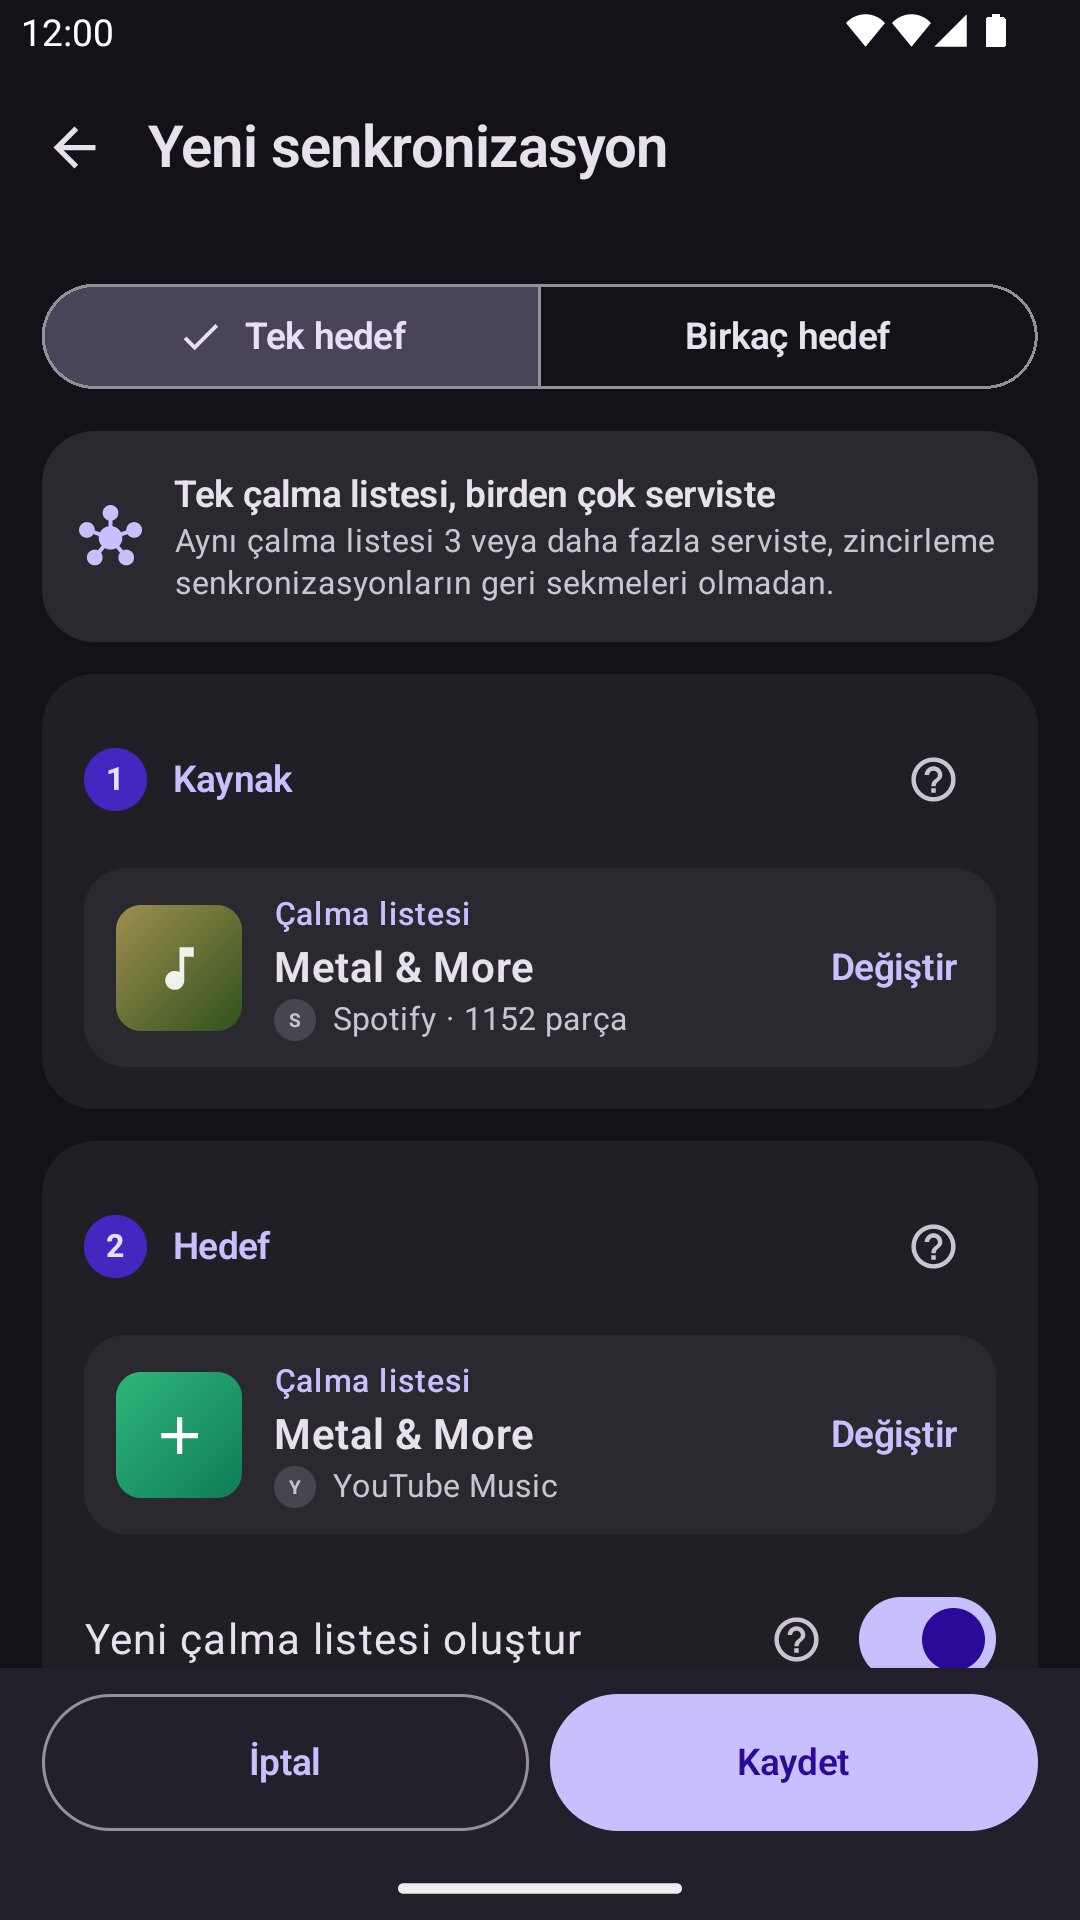 12:00
Yeni senkronizasyon
Tek hedef
Birkaç hedef
Tek çalma listesi, birden çok serviste
Aynı çalma listesi 3 veya daha fazla serviste, zincirleme
senkronizasyonların geri sekmeleri olmadan.
1 Kaynak
Çalma listesi
Metal & More
Değiştir
S Spotify · 1152 parça
2 Hedef
Çalma listesi
Metal & More
Değiştir
Y YouTube Music
Yeni çalma listesi oluştur
İptal
Kaydet